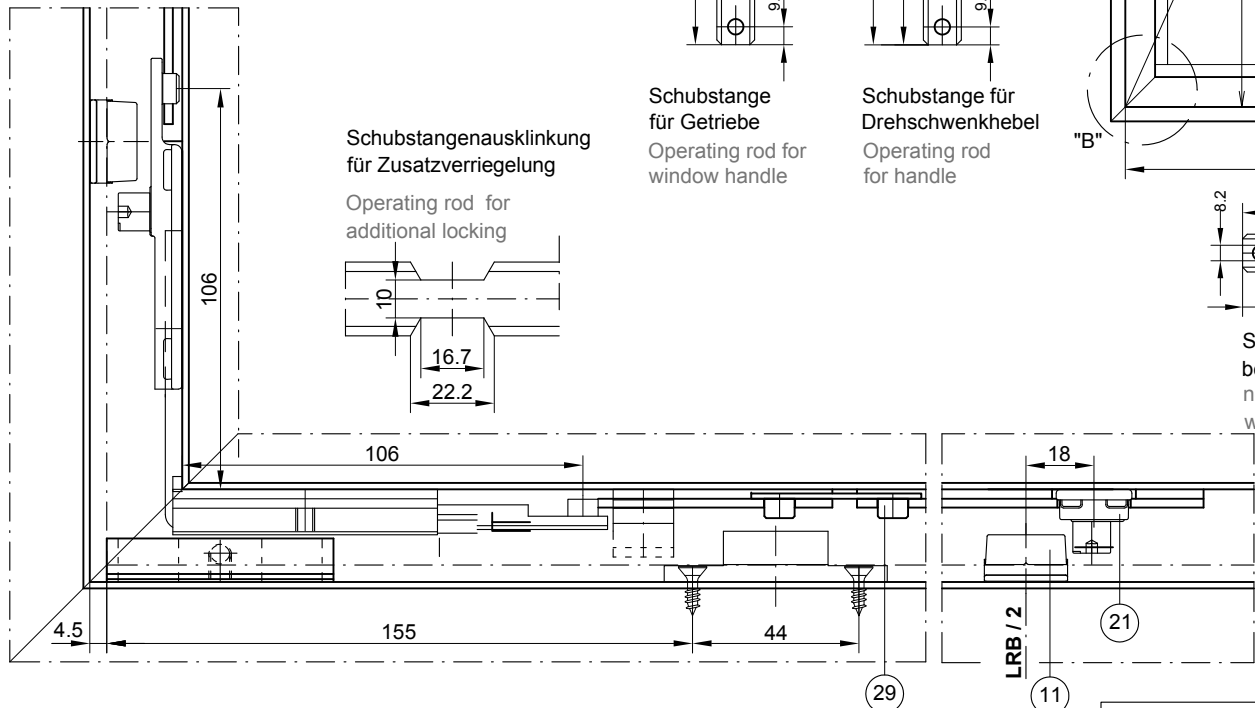 Schubstange
für Getriebe
Operating rod for
window handle
Schubstange für
Drehschwenkhebel
Operating rod
for handle
"B"
8.2
Schubstangenausklinkung
für Zusatzverriegelung
Operating rod for
additional locking
10
16.7
22.2
106
106
18
4.5
155
44
LRB / 2
21
29
11